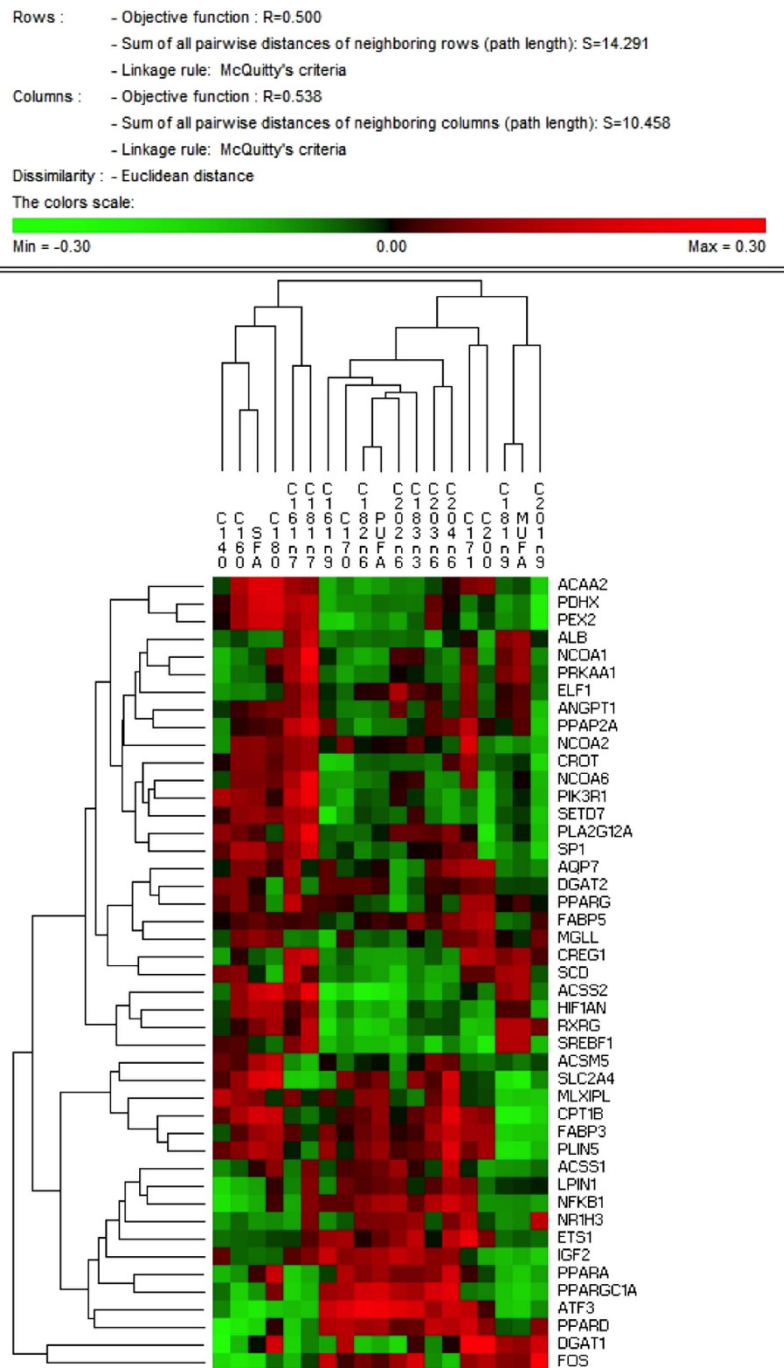 Rows : - Objective function : R=0.500
- Sum of all pairwise distances of neighboring rows (path length): S=14.291
- Linkage rule: McQuitty's criteria
Columns : - Objective function : R=0.538
- Sum of all pairwise distances of neighboring columns (path length): S=10.458
- Linkage rule: McQuitty's criteria
Dissimilarity : - Euclidean distance
The colors scale:
Min = -0.30 0.00 Max = 0.30
C140
C160
SFA
C180
C161n7
C181n7
C161n9
C170
C182n6
PUFA
C202n6
C183n3
C203n6
C204n6
C171
C200
C181n9
MUFA
C201n9
ACAA2
PDHX
PEX2
ALB
NCOA1
PRKAA1
ELF1
ANGPT1
PPAP2A
NCOA2
CROT
NCOA6
PIK3R1
SETD7
PLA2G12A
SP1
AQP7
DGAT2
PPARG
FABP5
MGLL
CREG1
SCD
ACSS2
HIF1AN
RXRG
SREBF1
ACSM5
SLC2A4
MLXIPL
CPT1B
FABP3
PLIN5
ACSS1
LPIN1
NFKB1
NR1H3
ETS1
IGF2
PPARA
PPARGC1A
ATF3
PPARD
DGAT1
FOS